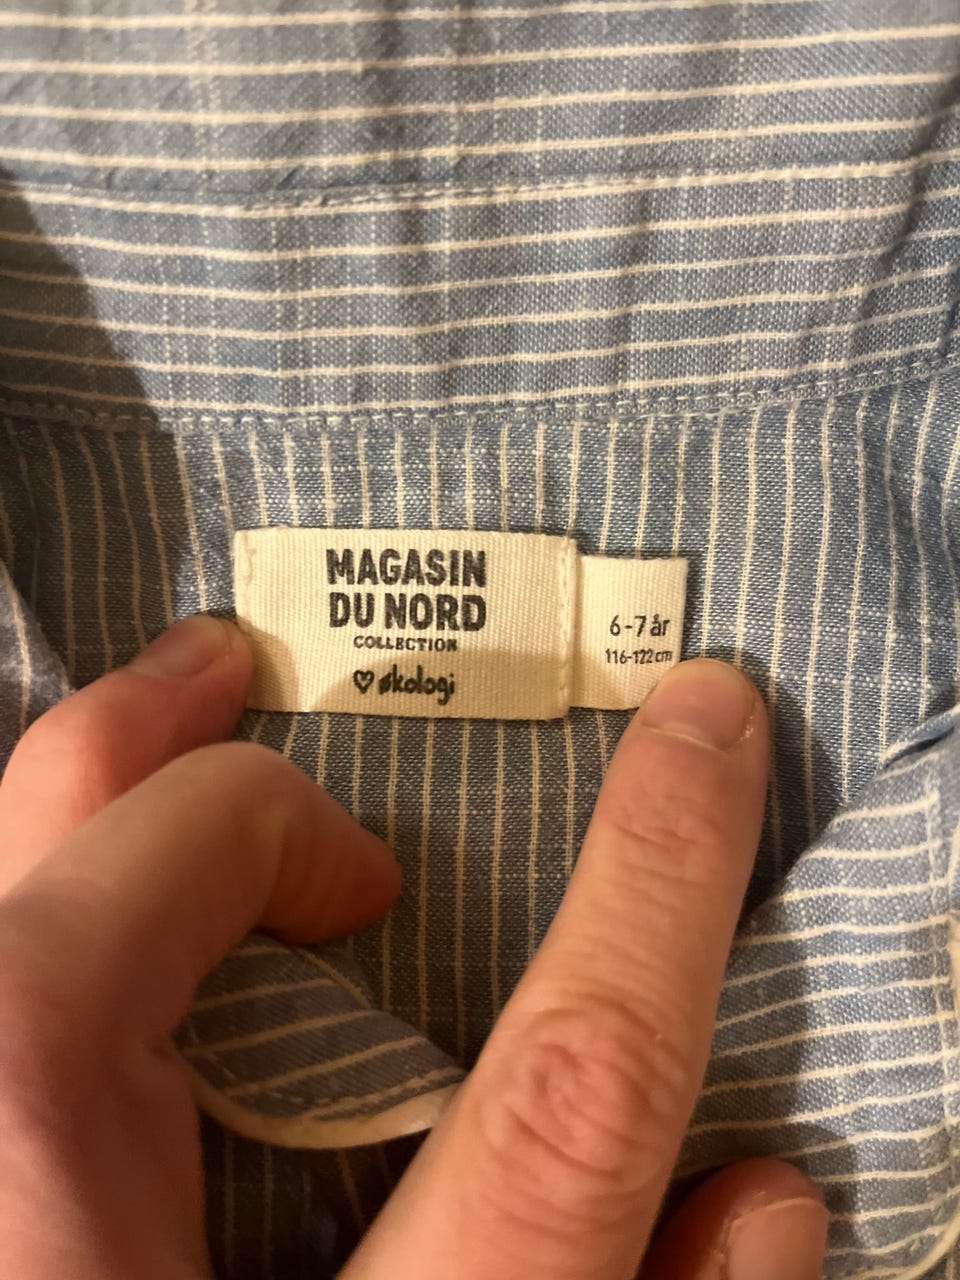 MAGASIN
DU NORD
COLLECTION
♡ økologi
6-7 år
116-122 cm